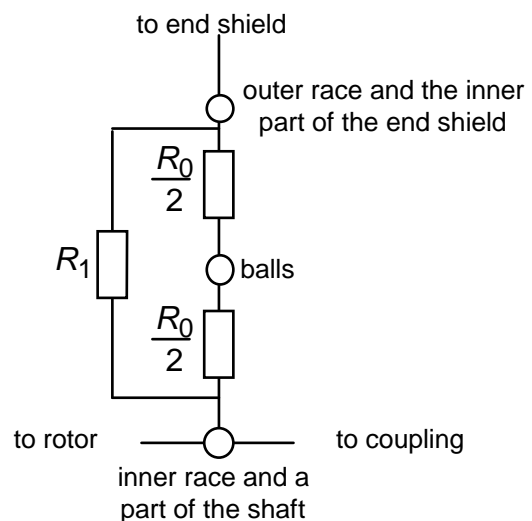 to end shield
outer race and the inner
part of the end shield
R0
2
R1
balls
R0
2
to rotor
to coupling
inner race and a
part of the shaft